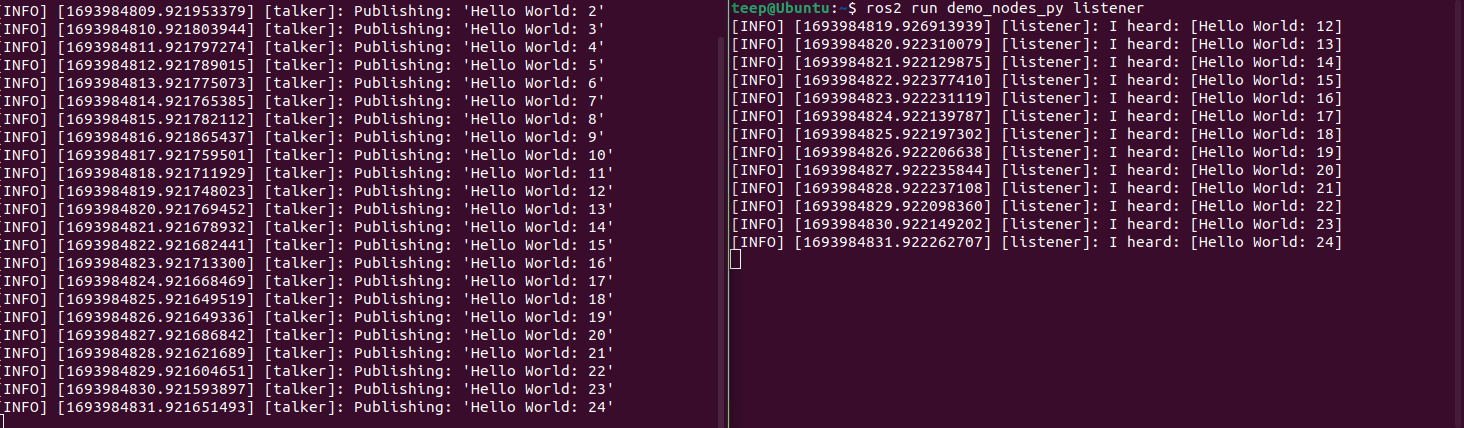 [INFO] [1693984809.921953379] [talker]: Publishing: 'Hello World: 2'
[INFO] [1693984810.921803944] [talker]: Publishing: 'Hello World: 3'
[INFO] [1693984811.921797274] [talker]: Publishing: 'Hello World: 4'
[INFO] [1693984812.921789015] [talker]: Publishing: 'Hello World: 5'
[INFO] [1693984813.921775073] [talker]: Publishing: 'Hello World: 6'
[INFO] [1693984814.921765385] [talker]: Publishing: 'Hello World: 7'
[INFO] [1693984815.921782112] [talker]: Publishing: 'Hello World: 8'
[INFO] [1693984816.921865437] [talker]: Publishing: 'Hello World: 9'
[INFO] [1693984817.921759501] [talker]: Publishing: 'Hello World: 10'
[INFO] [1693984818.921711929] [talker]: Publishing: 'Hello World: 11'
[INFO] [1693984819.921748023] [talker]: Publishing: 'Hello World: 12'
[INFO] [1693984820.921769452] [talker]: Publishing: 'Hello World: 13'
[INFO] [1693984821.921678932] [talker]: Publishing: 'Hello World: 14'
[INFO] [1693984822.921682441] [talker]: Publishing: 'Hello World: 15'
[INFO] [1693984823.921713300] [talker]: Publishing: 'Hello World: 16'
[INFO] [1693984824.921668469] [talker]: Publishing: 'Hello World: 17'
[INFO] [1693984825.921649519] [talker]: Publishing: 'Hello World: 18'
[INFO] [1693984826.921649336] [talker]: Publishing: 'Hello World: 19'
[INFO] [1693984827.921686842] [talker]: Publishing: 'Hello World: 20'
[INFO] [1693984828.921621689] [talker]: Publishing: 'Hello World: 21'
[INFO] [1693984829.921604651] [talker]: Publishing: 'Hello World: 22'
[INFO] [1693984830.921593897] [talker]: Publishing: 'Hello World: 23'
[INFO] [1693984831.921651493] [talker]: Publishing: 'Hello World: 24'
teep@Ubuntu:~$ ros2 run demo_nodes_py listener
[INFO] [1693984819.926913939] [listener]: I heard: [Hello World: 12]
[INFO] [1693984820.922310079] [listener]: I heard: [Hello World: 13]
[INFO] [1693984821.922129875] [listener]: I heard: [Hello World: 14]
[INFO] [1693984822.922377410] [listener]: I heard: [Hello World: 15]
[INFO] [1693984823.922231119] [listener]: I heard: [Hello World: 16]
[INFO] [1693984824.922139787] [listener]: I heard: [Hello World: 17]
[INFO] [1693984825.922197302] [listener]: I heard: [Hello World: 18]
[INFO] [1693984826.922206638] [listener]: I heard: [Hello World: 19]
[INFO] [1693984827.922235844] [listener]: I heard: [Hello World: 20]
[INFO] [1693984828.922237108] [listener]: I heard: [Hello World: 21]
[INFO] [1693984829.922098360] [listener]: I heard: [Hello World: 22]
[INFO] [1693984830.922149202] [listener]: I heard: [Hello World: 23]
[INFO] [1693984831.922262707] [listener]: I heard: [Hello World: 24]